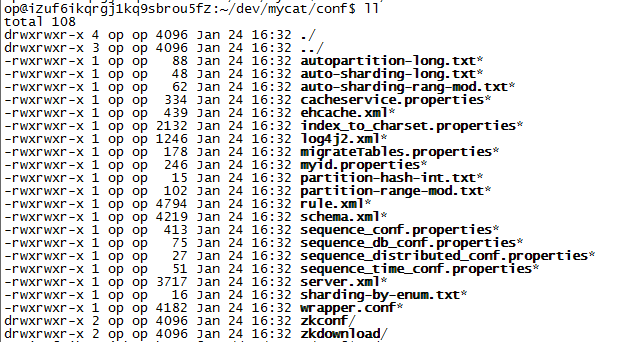 op@iZuf6ikqrgj1kq9sbrou5fZ:~/dev/mycat/conf$ ll
total 108
drwxrwxr-x 4 op op 4096 Jan 24 16:32 ./
drwxrwxr-x 3 op op 4096 Jan 24 16:32 ../
-rwxrwxr-x 1 op op   88 Jan 24 16:32 autopartition-long.txt*
-rwxrwxr-x 1 op op   48 Jan 24 16:32 auto-sharding-long.txt*
-rwxrwxr-x 1 op op   62 Jan 24 16:32 auto-sharding-rang-mod.txt*
-rwxrwxr-x 1 op op  334 Jan 24 16:32 cacheservice.properties*
-rwxrwxr-x 1 op op  439 Jan 24 16:32 ehcache.xml*
-rwxrwxr-x 1 op op 2132 Jan 24 16:32 index_to_charset.properties*
-rwxrwxr-x 1 op op 1246 Jan 24 16:32 log4j2.xml*
-rwxrwxr-x 1 op op  178 Jan 24 16:32 migrateTables.properties*
-rwxrwxr-x 1 op op  246 Jan 24 16:32 myid.properties*
-rwxrwxr-x 1 op op   15 Jan 24 16:32 partition-hash-int.txt*
-rwxrwxr-x 1 op op  102 Jan 24 16:32 partition-range-mod.txt*
-rwxrwxr-x 1 op op 4794 Jan 24 16:32 rule.xml*
-rwxrwxr-x 1 op op 4219 Jan 24 16:32 schema.xml*
-rwxrwxr-x 1 op op  413 Jan 24 16:32 sequence_conf.properties*
-rwxrwxr-x 1 op op   75 Jan 24 16:32 sequence_db_conf.properties*
-rwxrwxr-x 1 op op   27 Jan 24 16:32 sequence_distributed_conf.properties*
-rwxrwxr-x 1 op op   51 Jan 24 16:32 sequence_time_conf.properties*
-rwxrwxr-x 1 op op 3717 Jan 24 16:32 server.xml*
-rwxrwxr-x 1 op op   16 Jan 24 16:32 sharding-by-enum.txt*
-rwxrwxr-x 1 op op 4182 Jan 24 16:32 wrapper.conf*
drwxrwxr-x 2 op op 4096 Jan 24 16:32 zkconf/
drwxrwxr-x 2 op op 4096 Jan 24 16:32 zkdownload/